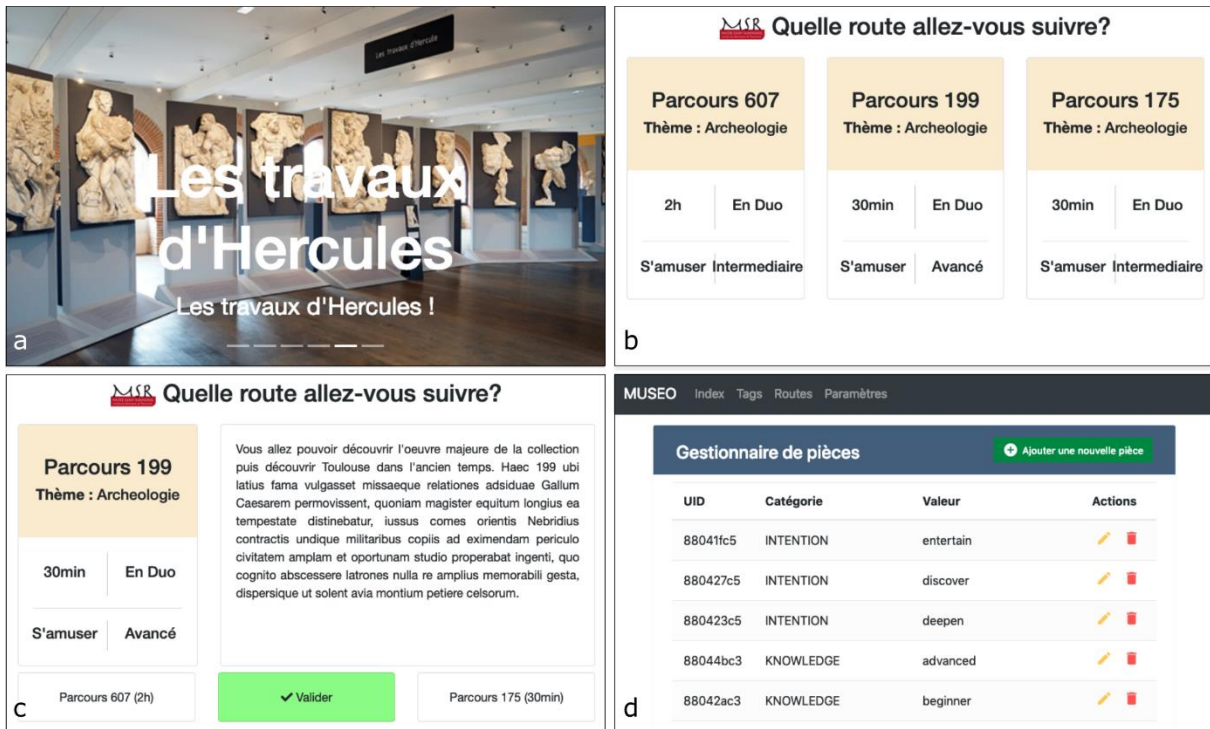 Les travaux d'Hercule
Les travaux
d'Hercules
Les travaux d'Hercules !
a
MSR Quelle route allez-vous suivre?
Parcours 607
Thème : Archeologie
2h En Duo
S'amuser Intermediaire
Parcours 199
Thème : Archeologie
30min En Duo
S'amuser Avancé
Parcours 175
Thème : Archeologie
30min En Duo
S'amuser Intermediaire
b
MSR Quelle route allez-vous suivre?
Parcours 199
Thème : Archeologie
30min En Duo
S'amuser Avancé
Vous allez pouvoir découvrir l'oeuvre majeure de la collection
puis découvrir Toulouse dans l'ancien temps. Haec 199 ubi
latius fama vulgasset missaeque relationes adsiduae Gallum
Caesarem permovissent, quoniam magister equitum longius ea
tempestate distinebatur, iussus comes orientis Nebridius
contractis undique militaribus copiis ad eximendam periculo
civitatem amplam et oportunam studio properabat ingenti, quo
cognito abscessere latrones nulla re amplius memorabili gesta,
dispersique ut solent avia montium petiere celsorum.
Parcours 607 (2h) Valider Parcours 175 (30min)
c
MUSEO Index Tags Routes Paramètres
Gestionnaire de pièces Ajouter une nouvelle pièce
UID Catégorie Valeur Actions
88041fc5 INTENTION entertain
880427c5 INTENTION discover
880423c5 INTENTION deepen
88044bc3 KNOWLEDGE advanced
88042ac3 KNOWLEDGE beginner
d